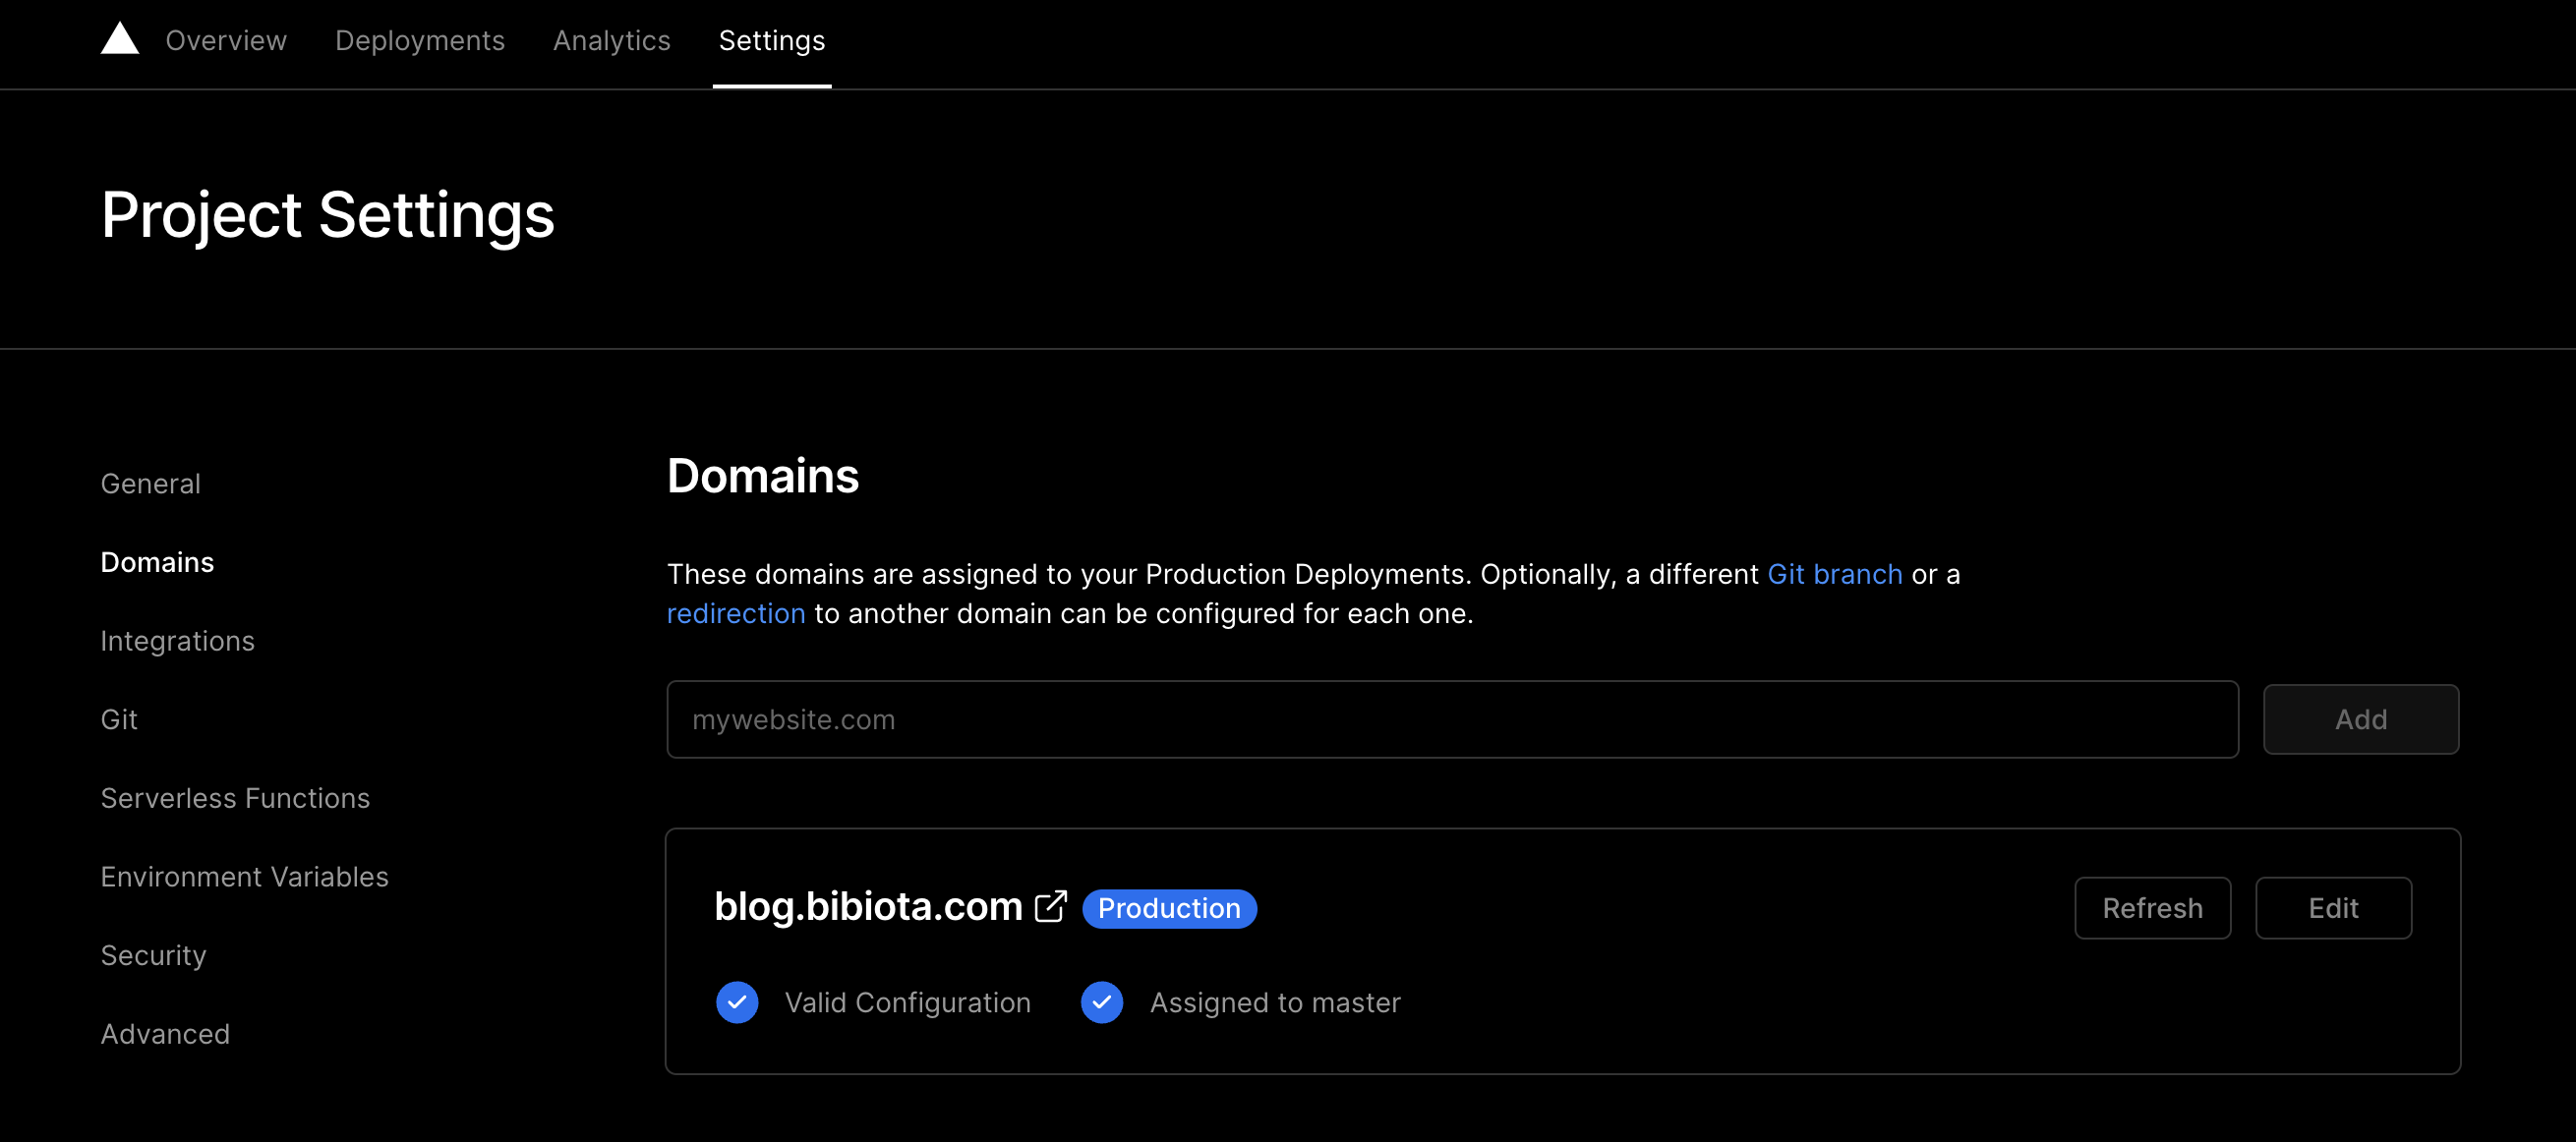 Overview Deployments Analytics Settings
Project Settings
General
Domains
Integrations
Git
Serverless Functions
Environment Variables
Security
Advanced
Domains
These domains are assigned to your Production Deployments. Optionally, a different Git branch or a
redirection to another domain can be configured for each one.
mywebsite.com Add
blog.bibiota.com Production Refresh Edit
Valid Configuration Assigned to master